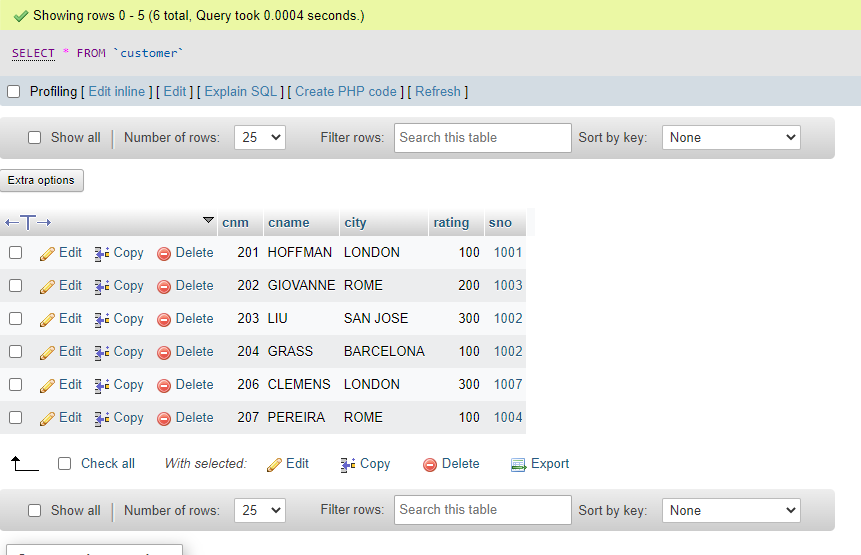 Showing rows 0 - 5 (6 total, Query took 0.0004 seconds.)
SELECT * FROM `customer`
Profiling [ Edit inline ] [ Edit ] [ Explain SQL ] [ Create PHP code ] [ Refresh ]
Show all | Number of rows: 25 Filter rows: Search this table Sort by key: None
Extra options
←T→ cnm cname city rating sno
Edit Copy Delete 201 HOFFMAN LONDON 100 1001
Edit Copy Delete 202 GIOVANNE ROME 200 1003
Edit Copy Delete 203 LIU SAN JOSE 300 1002
Edit Copy Delete 204 GRASS BARCELONA 100 1002
Edit Copy Delete 206 CLEMENS LONDON 300 1007
Edit Copy Delete 207 PEREIRA ROME 100 1004
Check all With selected: Edit Copy Delete Export
Show all | Number of rows: 25 Filter rows: Search this table Sort by key: None